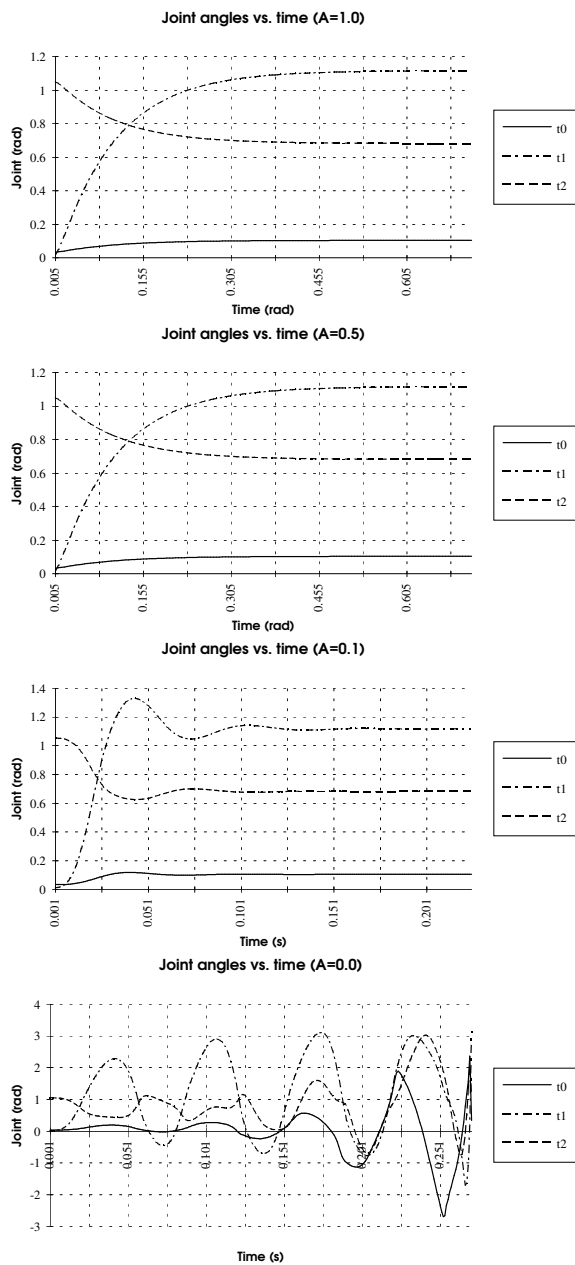 Joint angles vs. time (A=1.0)
Joint (rad)
1.2
1
0.8
0.6
0.4
0.2
0
0.005
0.155
0.305
0.455
0.605
Time (rad)
t0
t1
t2
Joint angles vs. time (A=0.5)
Joint (rad)
1.2
1
0.8
0.6
0.4
0.2
0
0.005
0.155
0.305
0.455
0.605
Time (rad)
t0
t1
t2
Joint angles vs. time (A=0.1)
Joint (rad)
1.4
1.2
1
0.8
0.6
0.4
0.2
0
0.001
0.051
0.101
0.151
0.201
Time (s)
t0
t1
t2
Joint angles vs. time (A=0.0)
Joint (rad)
4
3
2
1
0
-1
-2
-3
0.001
0.051
0.101
0.151
0.201
0.251
Time (s)
t0
t1
t2